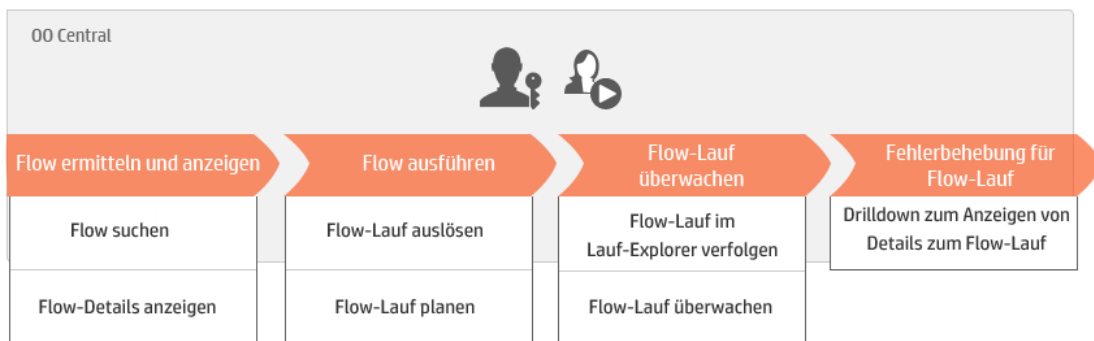 OO Central
Flow ermitteln und anzeigen
Flow ausführen
Flow-Lauf
überwachen
Fehlerbehebung für
Flow-Lauf
Flow suchen
Flow-Lauf auslösen
Flow-Lauf im
Lauf-Explorer verfolgen
Drilldown zum Anzeigen von
Details zum Flow-Lauf
Flow-Details anzeigen
Flow-Lauf planen
Flow-Lauf überwachen